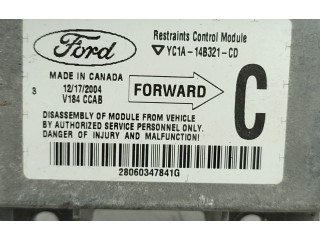 Ford
Restraints Control Module
YC1A-14B321-CD
MADE IN CANADA
3 12/17/2004
V184 CCAB
FORWARD
C
DISASSEMBLY OF MODULE FROM VEHICLE
BY AUTHORIZED SERVICE PERSONNEL ONLY.
DANGER OF INJURY AND MALFUNCTION!
28060347841G